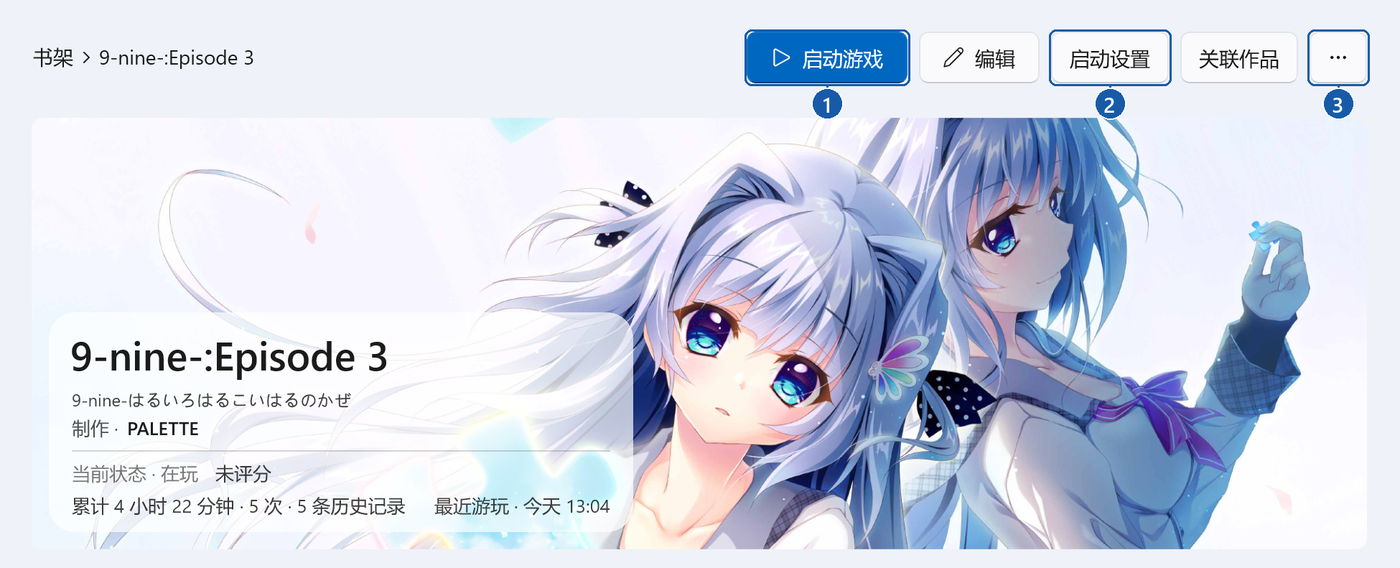 书架 > 9-nine-:Episode 3
启动游戏
编辑
启动设置
关联作品
...
1
2
3
9-nine-:Episode 3
9-nine-はるいろはるこいはるのかぜ
制作 · PALETTE
当前状态 · 在玩 未评分
累计 4 小时 22 分钟 · 5 次 · 5 条历史记录 最近游玩 · 今天 13:04